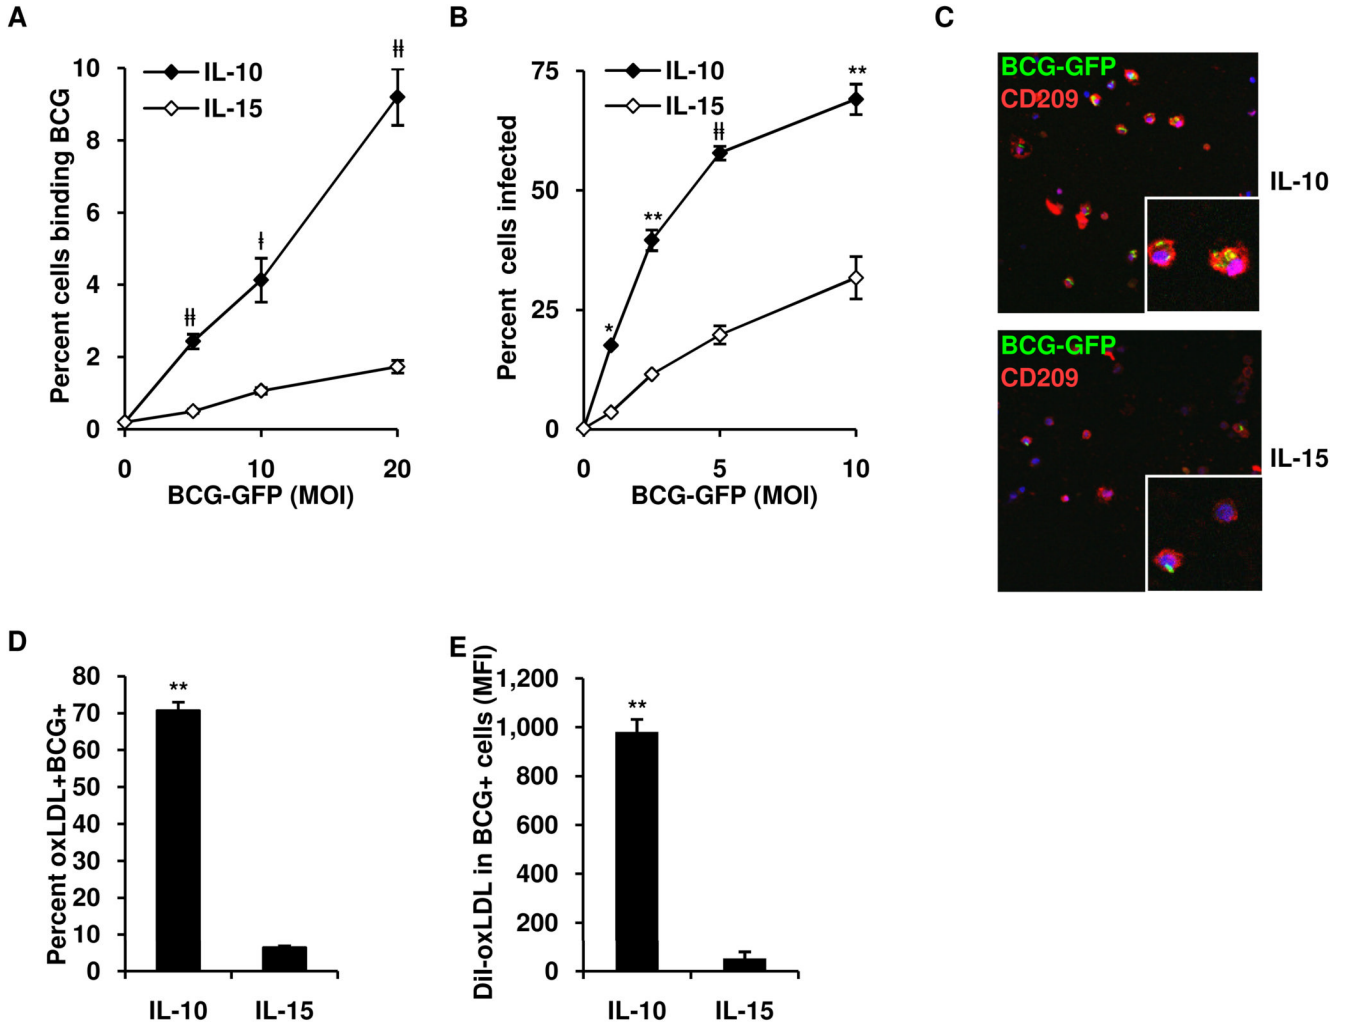 A
Percent cells binding BCG
10
8
6
4
2
0
IL-10
IL-15
ǂ
ǂ
ǂ
ǂ
ǂ
0
10
20
BCG-GFP (MOI)
B
Percent cells infected
75
50
25
0
IL-10
IL-15
*
**
ǂ
ǂ
**
0
5
10
BCG-GFP (MOI)
C
BCG-GFP
CD209
IL-10
BCG-GFP
CD209
IL-15
D
Percent oxLDL+BCG+
80
70
60
50
40
30
20
10
0
**
IL-10
IL-15
E
Dil-oxLDL in BCG+ cells (MFI)
1,200
1,000
800
600
400
200
0
**
IL-10
IL-15